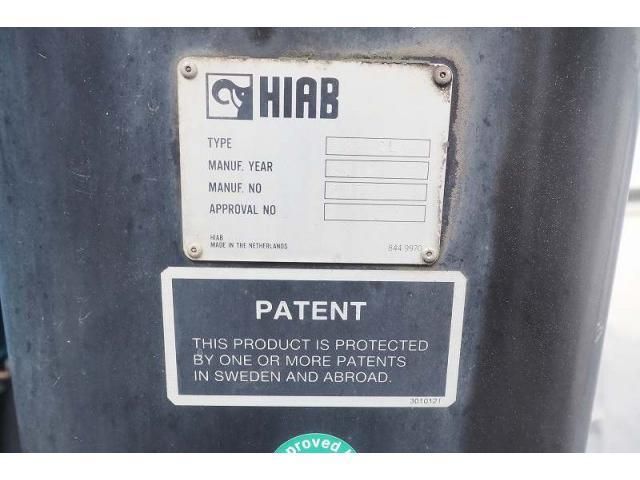 HIAB
TYPE
MANUF. YEAR
MANUF. NO
APPROVAL NO
HIAB
MADE IN THE NETHERLANDS
844 9970
PATENT
THIS PRODUCT IS PROTECTED
BY ONE OR MORE PATENTS
IN SWEDEN AND ABROAD.
3010121